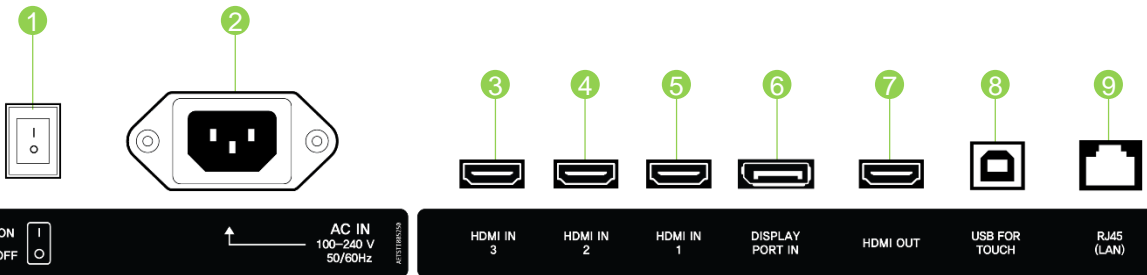 1
2
3
4
5
6
7
8
9
ON
OFF
AC IN
100–240 V
50/60Hz
HDMI IN
3
HDMI IN
2
HDMI IN
1
DISPLAY
PORT IN
HDMI OUT
USB FOR
TOUCH
RJ45
(LAN)